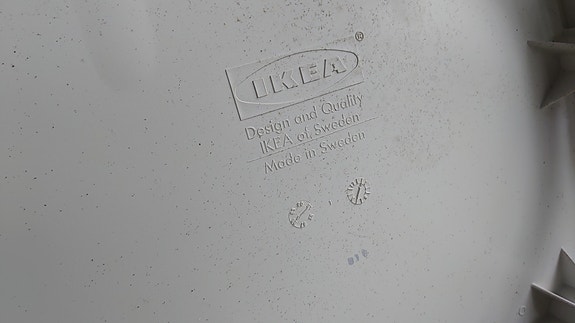 IKEA®
Design and Quality
IKEA of Sweden
Made in Sweden